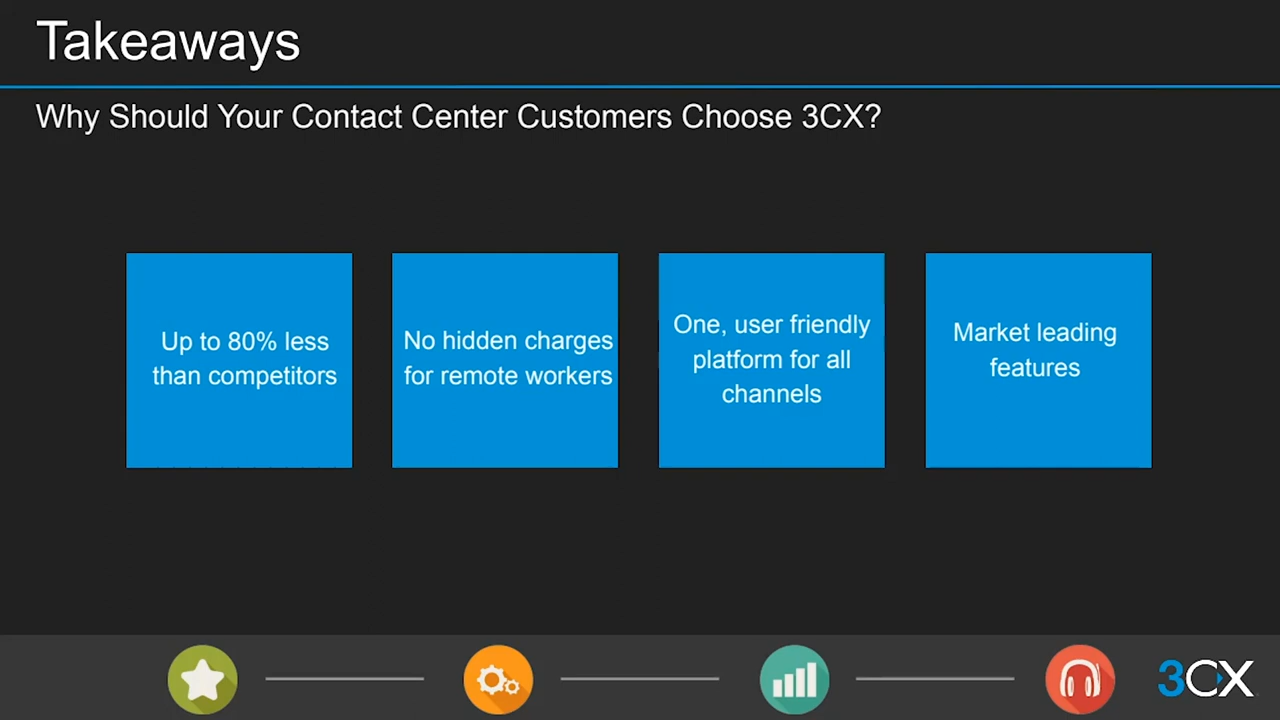 Takeaways
Why Should Your Contact Center Customers Choose 3CX?
Up to 80% less
than competitors
No hidden charges
for remote workers
One, user friendly
platform for all
channels
Market leading
features
3CX